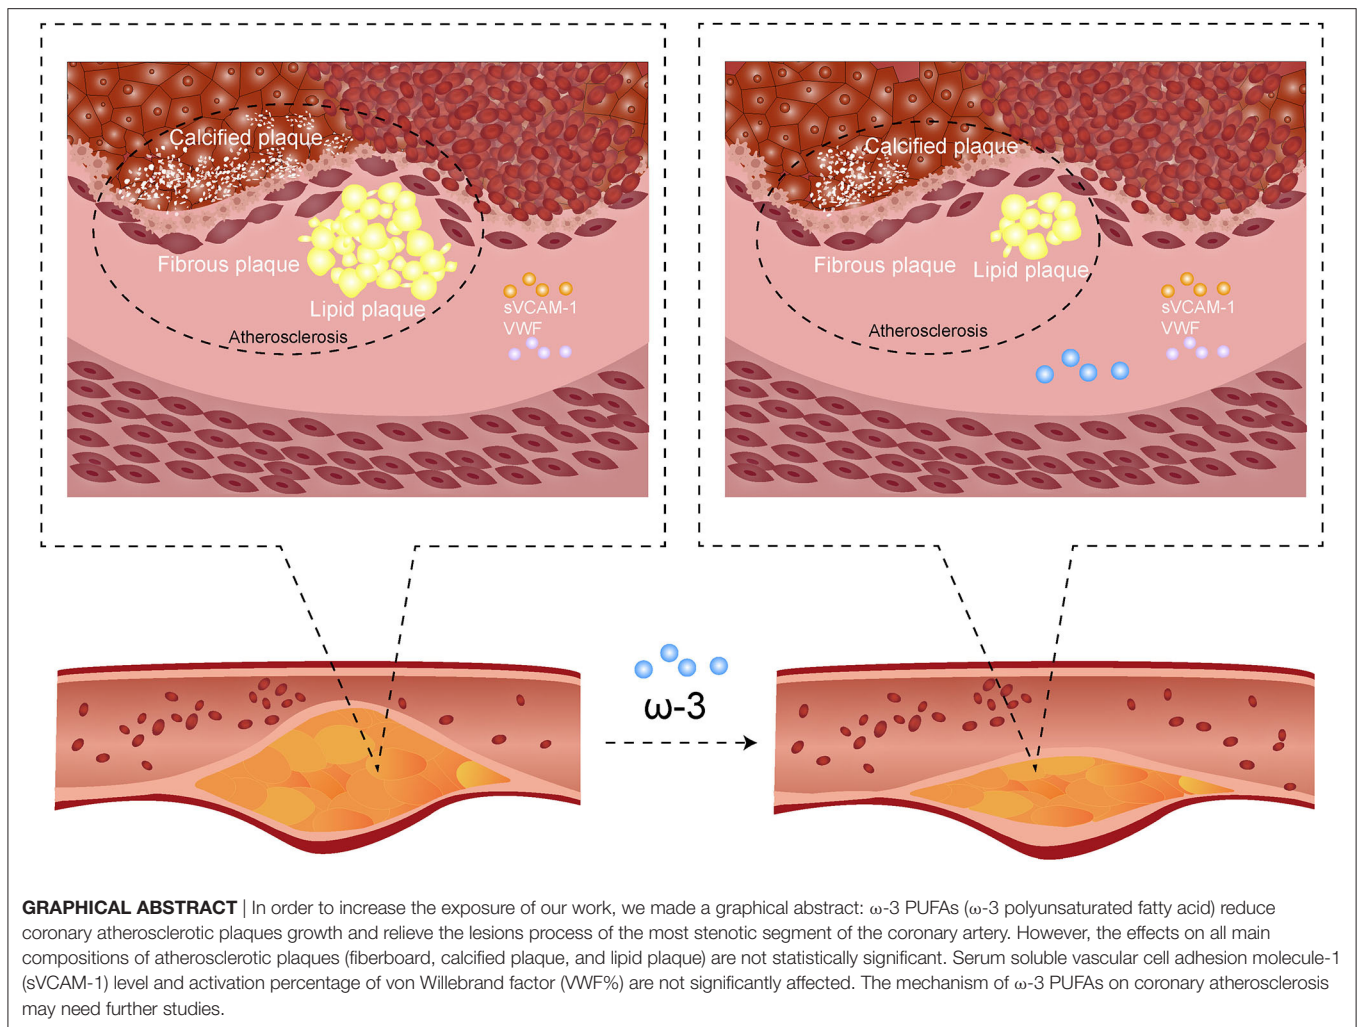 Calcified plaque
Fibrous plaque
Lipid plaque
Atherosclerosis
sVCAM-1
VWF
Calcified plaque
Fibrous plaque
Lipid plaque
Atherosclerosis
sVCAM-1
VWF
ω-3
GRAPHICAL ABSTRACT | In order to increase the exposure of our work, we made a graphical abstract: ω-3 PUFAs (ω-3 polyunsaturated fatty acid) reduce
coronary atherosclerotic plaques growth and relieve the lesions process of the most stenotic segment of the coronary artery. However, the effects on all main
compositions of atherosclerotic plaques (fiberboard, calcified plaque, and lipid plaque) are not statistically significant. Serum soluble vascular cell adhesion molecule-1
(sVCAM-1) level and activation percentage of von Willebrand factor (VWF%) are not significantly affected. The mechanism of ω-3 PUFAs on coronary atherosclerosis
may need further studies.